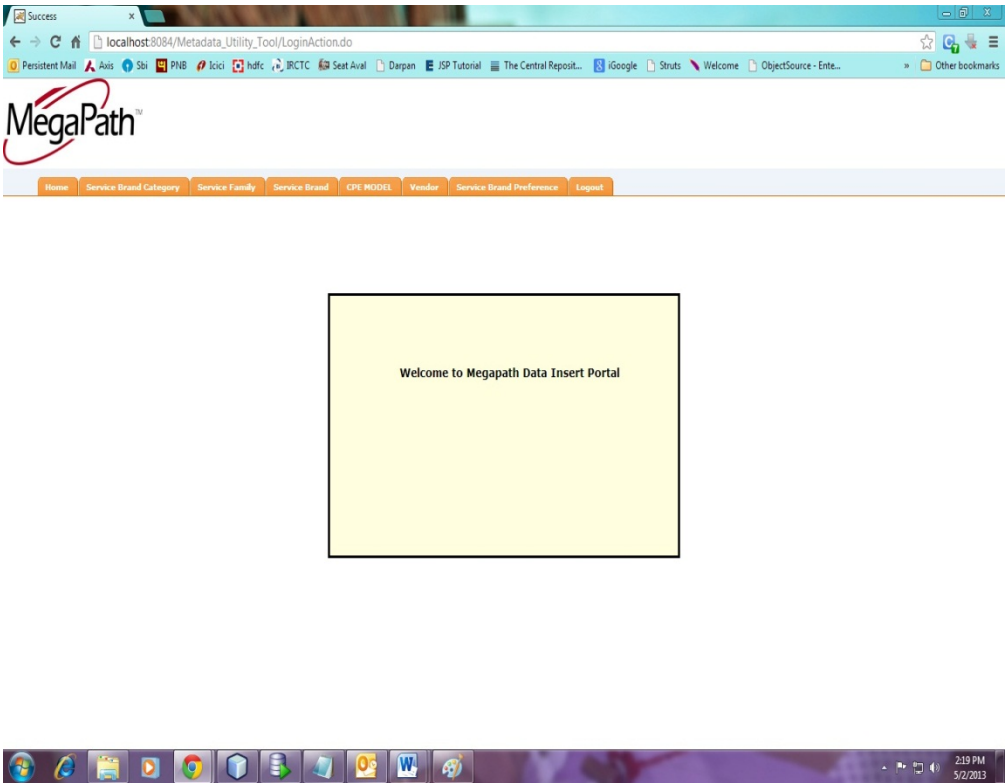 Success
localhost:8084/Metadata_Utility_Tool/LoginAction.do
Persistent Mail Axis Sbi PNB Icici hdfc IRCTC Seat Aval Darpan JSP Tutorial The Central Reposit... iGoogle Struts Welcome ObjectSource - Ente... » Other bookmarks
MegaPath™
Home Service Brand Category Service Family Service Brand CPE MODEL Vendor Service Brand Preference Logout
Welcome to Megapath Data Insert Portal
2:19 PM
5/2/2013